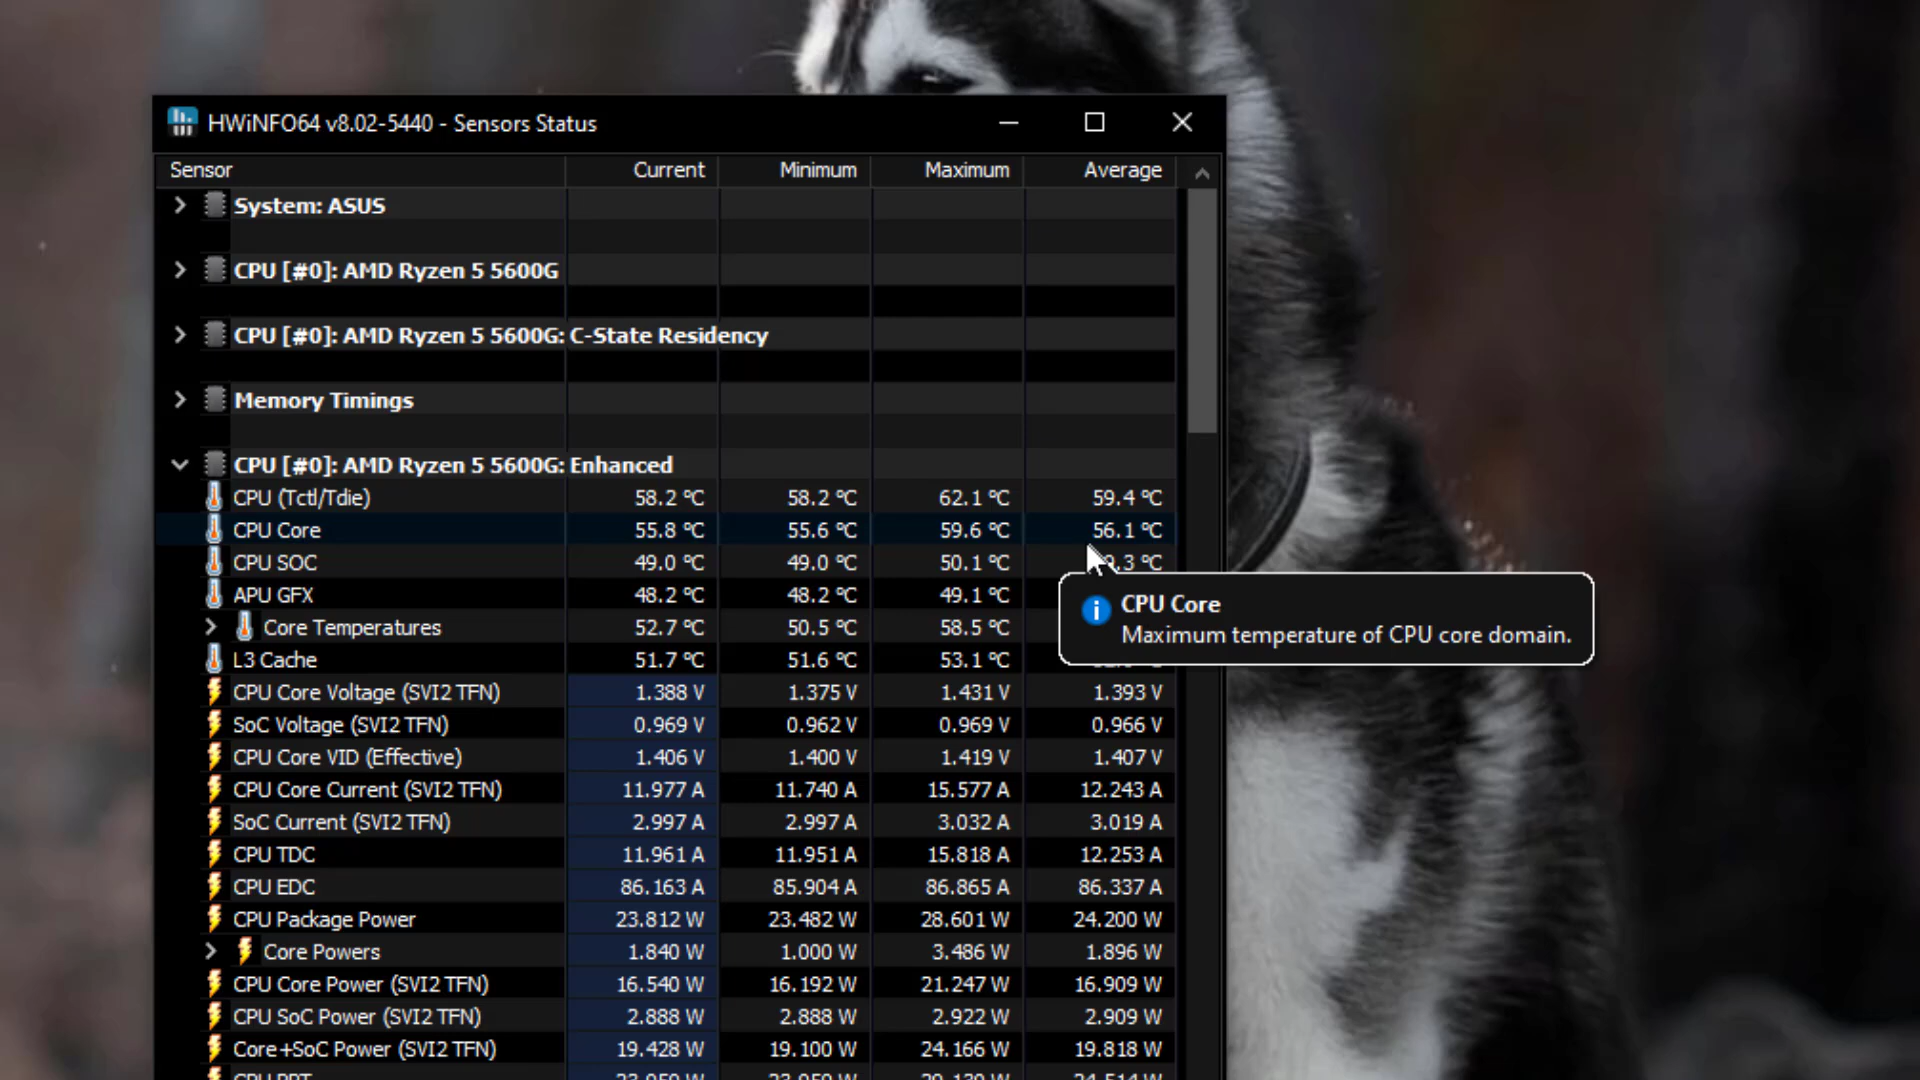 HWiNFO64 v8.02-5440 - Sensors Status
Sensor Current Minimum Maximum Average
System: ASUS
CPU [#0]: AMD Ryzen 5 5600G
CPU [#0]: AMD Ryzen 5 5600G: C-State Residency
Memory Timings
CPU [#0]: AMD Ryzen 5 5600G: Enhanced
CPU (Tctl/Tdie) 58.2 °C 58.2 °C 62.1 °C 59.4 °C
CPU Core 55.8 °C 55.6 °C 59.6 °C 56.1 °C
CPU SOC 49.0 °C 49.0 °C 50.1 °C .3 °C
APU GFX 48.2 °C 48.2 °C 49.1 °C
CPU Core
Maximum temperature of CPU core domain.
Core Temperatures 52.7 °C 50.5 °C 58.5 °C
L3 Cache 51.7 °C 51.6 °C 53.1 °C
CPU Core Voltage (SVI2 TFN) 1.388 V 1.375 V 1.431 V 1.393 V
SoC Voltage (SVI2 TFN) 0.969 V 0.962 V 0.969 V 0.966 V
CPU Core VID (Effective) 1.406 V 1.400 V 1.419 V 1.407 V
CPU Core Current (SVI2 TFN) 11.977 A 11.740 A 15.577 A 12.243 A
SoC Current (SVI2 TFN) 2.997 A 2.997 A 3.032 A 3.019 A
CPU TDC 11.961 A 11.951 A 15.818 A 12.253 A
CPU EDC 86.163 A 85.904 A 86.865 A 86.337 A
CPU Package Power 23.812 W 23.482 W 28.601 W 24.200 W
Core Powers 1.840 W 1.000 W 3.486 W 1.896 W
CPU Core Power (SVI2 TFN) 16.540 W 16.192 W 21.247 W 16.909 W
CPU SoC Power (SVI2 TFN) 2.888 W 2.888 W 2.922 W 2.909 W
Core+SoC Power (SVI2 TFN) 19.428 W 19.100 W 24.166 W 19.818 W